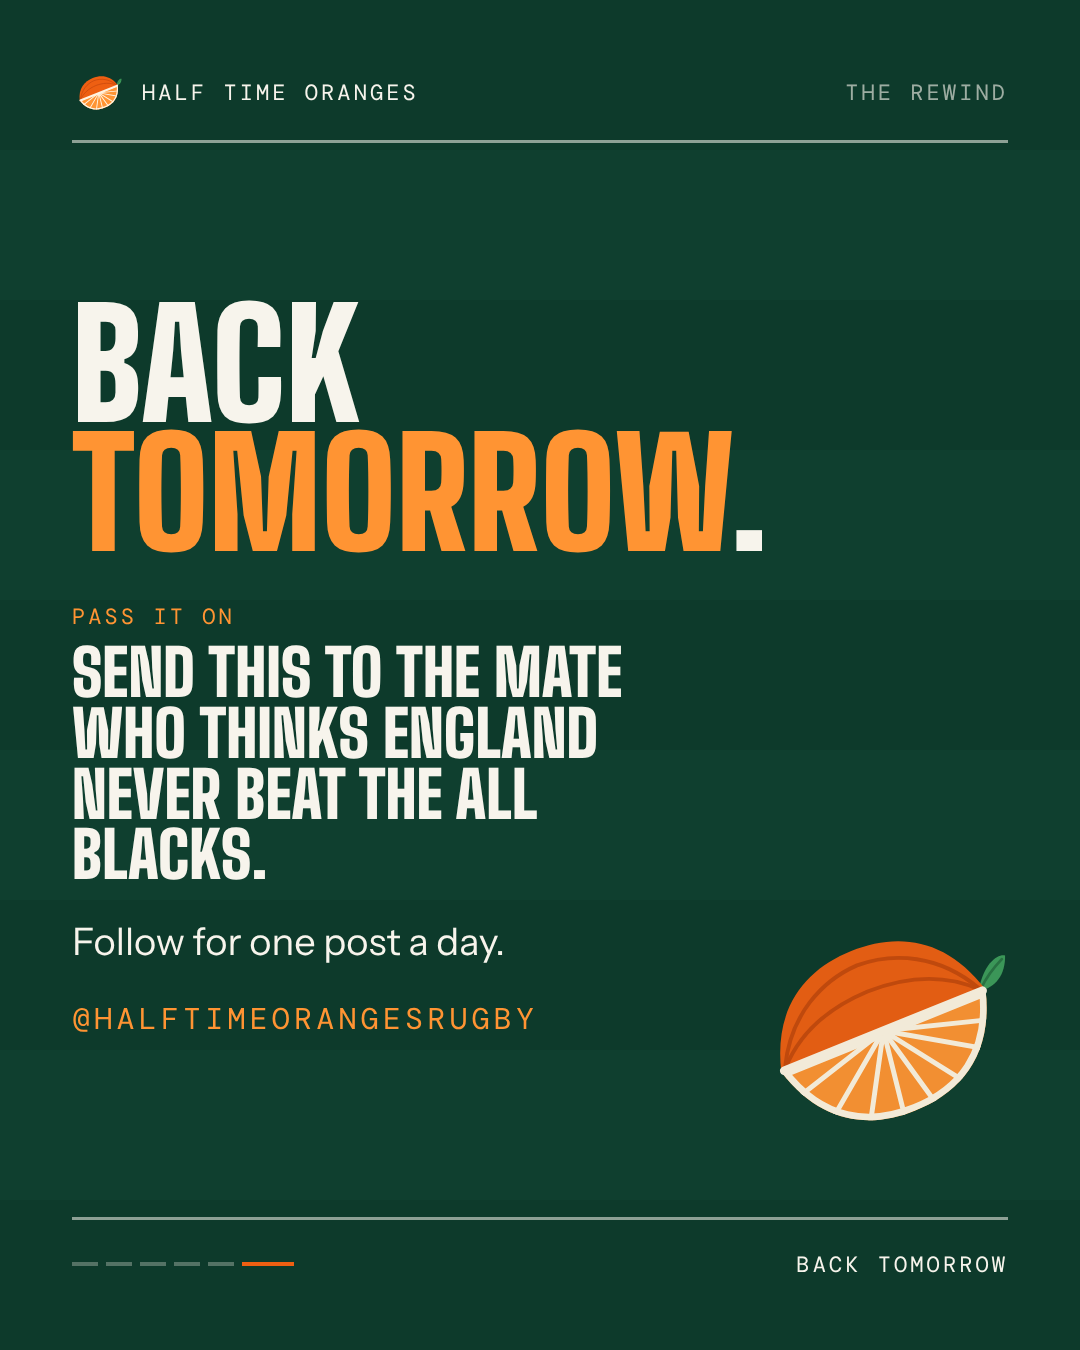 HALF TIME ORANGES
THE REWIND
BACK
TOMORROW.
PASS IT ON
SEND THIS TO THE MATE
WHO THINKS ENGLAND
NEVER BEAT THE ALL
BLACKS.
Follow for one post a day.
@HALFTIMEORANGESRUGBY
BACK TOMORROW